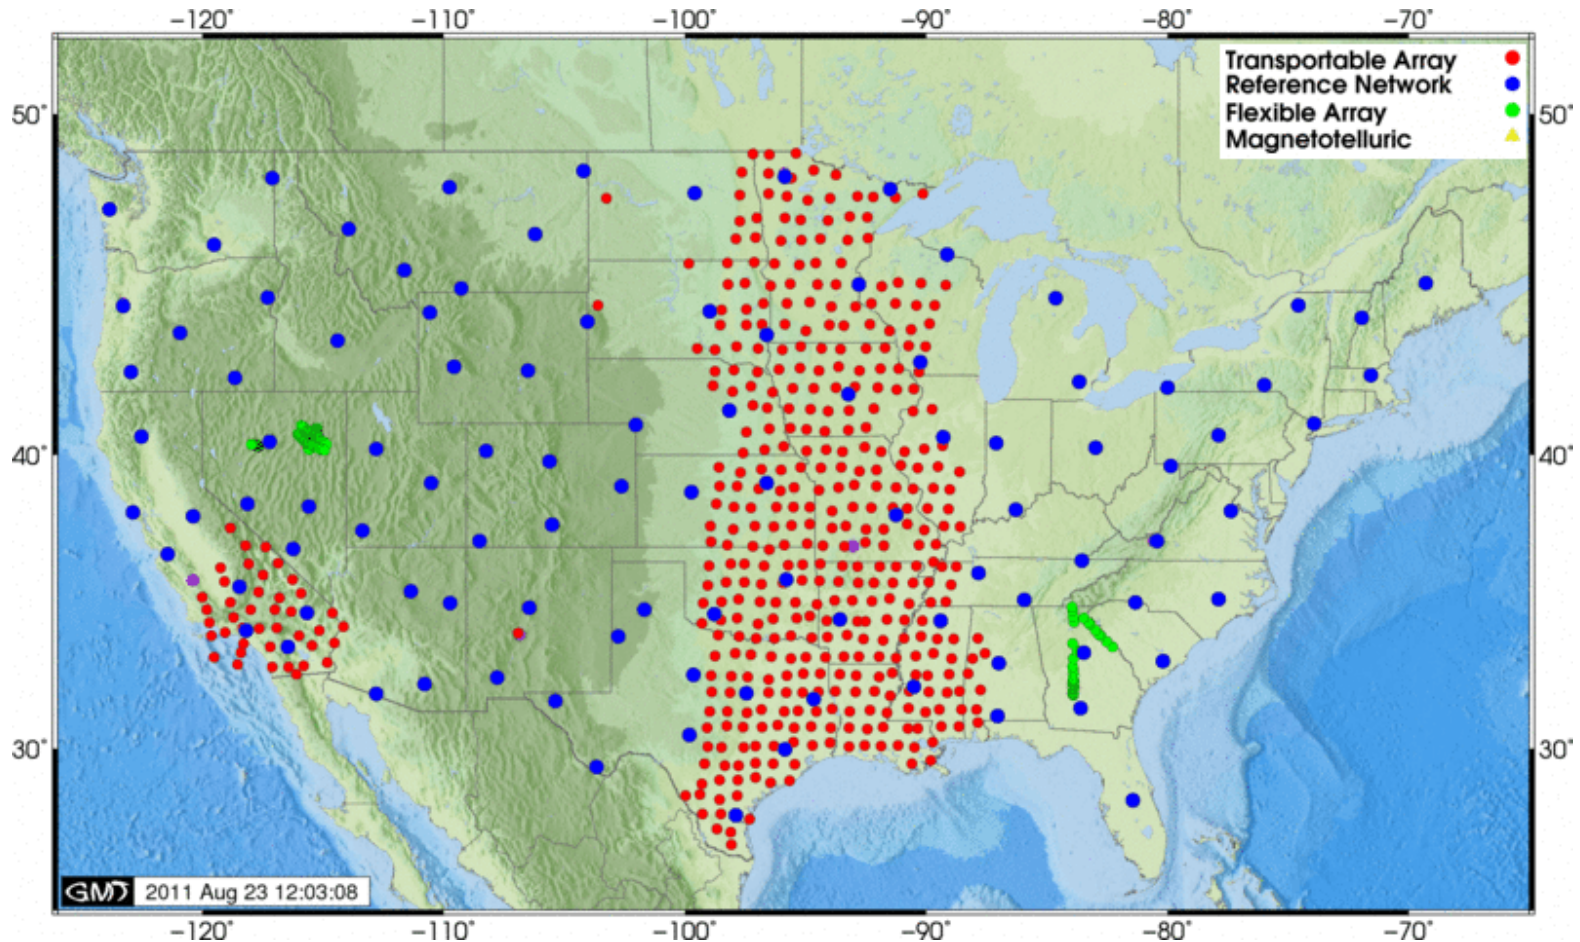 −120° −110° −100° −90° −80° −70°
Transportable Array
Reference Network
Flexible Array
Magnetotelluric
50° 50°
40° 40°
30° 30°
GMT 2011 Aug 23 12:03:08
−120° −110° −100° −90° −80° −70°